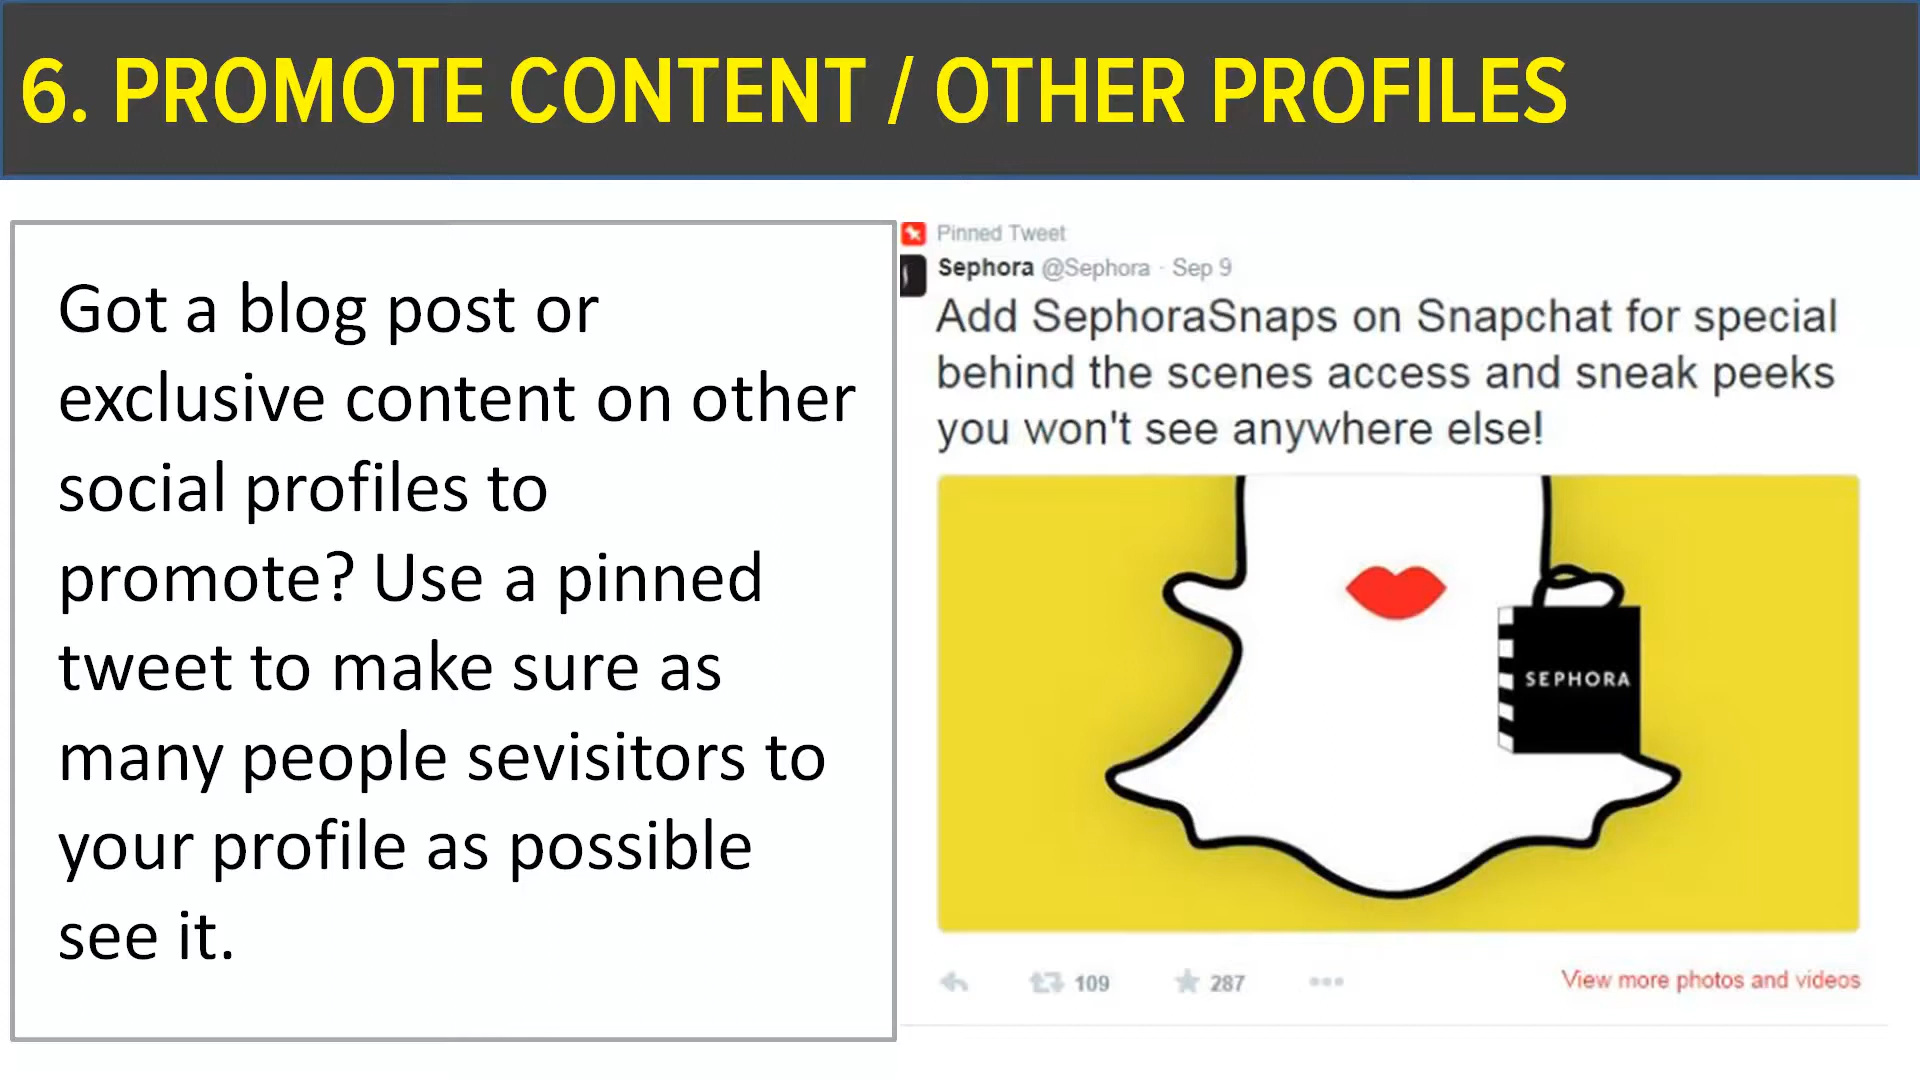 6. PROMOTE CONTENT / OTHER PROFILES
Got a blog post or
exclusive content on other
social profiles to
promote? Use a pinned
tweet to make sure as
many people sevisitors to
your profile as possible
see it.
Pinned Tweet
Sephora @Sephora · Sep 9
Add SephoraSnaps on Snapchat for special
behind the scenes access and sneak peeks
you won't see anywhere else!
SEPHORA
109 287 View more photos and videos